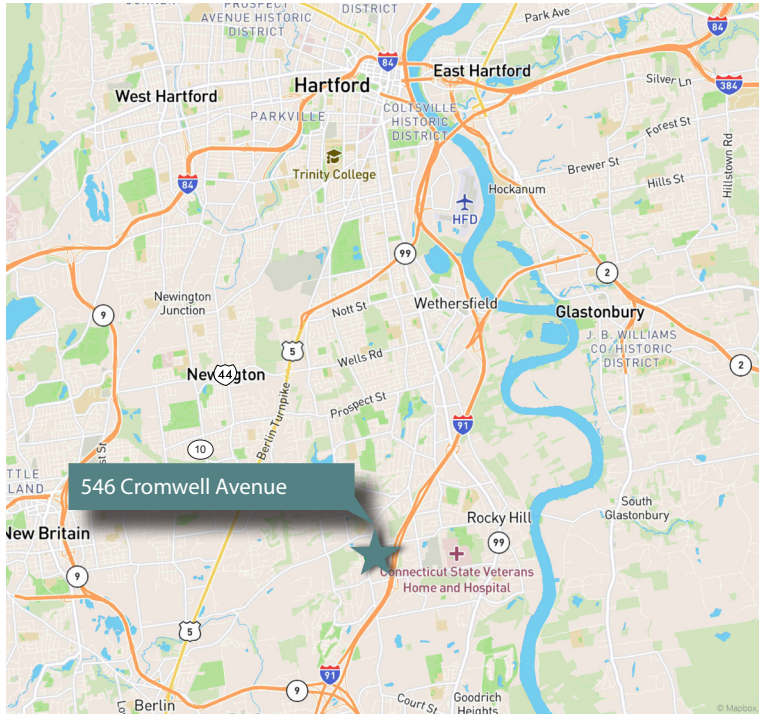 PROSPECT
AVENUE HISTORIC
DISTRICT
DISTRICT
Park Ave
84
84
East Hartford
Hartford
West Hartford
Silver Ln
384
COLTSVILLE
HISTORIC
DISTRICT
PARKVILLE
Forest St
Trinity College
Brewer St
Hillstown Rd
84
Hills St
Hockanum
HFD
99
2
Newington
Junction
Wethersfield
Nott St
9
Glastonbury
5
J. B. WILLIAMS
CO. HISTORIC
DISTRICT
Wells Rd
2
Newington
44
Prospect St
Berlin Turnpike
91
10
546 Cromwell Avenue
South
Glastonbury
Rocky Hill
New Britain
99
Connecticut State Veterans
Home and Hospital
9
5
91
9
Berlin
Court St
Goodrich
Heights
© Mapbox